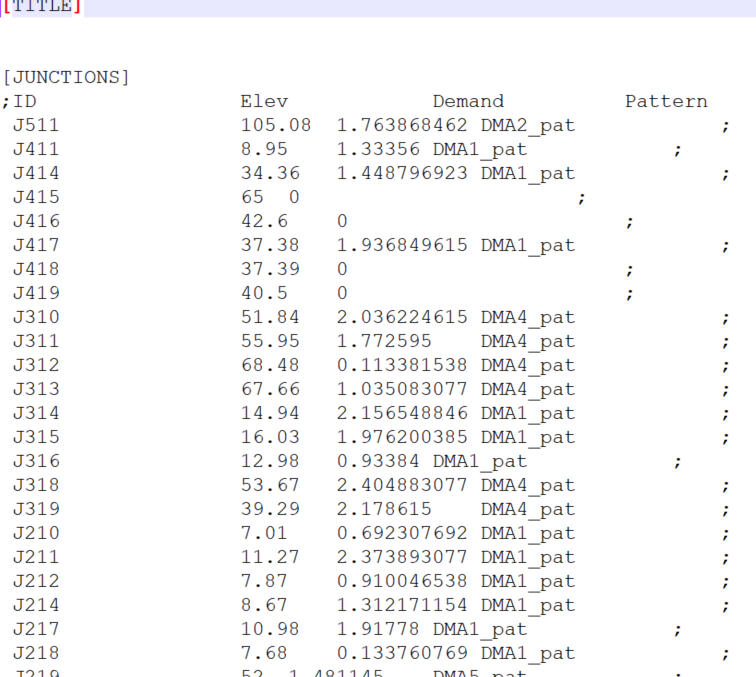 [TITLE]
[JUNCTIONS]
;ID Elev Demand Pattern
J511 105.08 1.763868462 DMA2_pat ;
J411 8.95 1.33356 DMA1_pat ;
J414 34.36 1.448796923 DMA1_pat ;
J415 65 0 ;
J416 42.6 0 ;
J417 37.38 1.936849615 DMA1_pat ;
J418 37.39 0 ;
J419 40.5 0 ;
J310 51.84 2.036224615 DMA4_pat ;
J311 55.95 1.772595 DMA4_pat ;
J312 68.48 0.113381538 DMA4_pat ;
J313 67.66 1.035083077 DMA4_pat ;
J314 14.94 2.156548846 DMA1_pat ;
J315 16.03 1.976200385 DMA1_pat ;
J316 12.98 0.93384 DMA1_pat ;
J318 53.67 2.404883077 DMA4_pat ;
J319 39.29 2.178615 DMA4_pat ;
J210 7.01 0.692307692 DMA1_pat ;
J211 11.27 2.373893077 DMA1_pat ;
J212 7.87 0.910046538 DMA1_pat ;
J214 8.67 1.312171154 DMA1_pat ;
J217 10.98 1.91778 DMA1_pat ;
J218 7.68 0.133760769 DMA1_pat ;
J219 52 1.481145 DMA5_pat ;